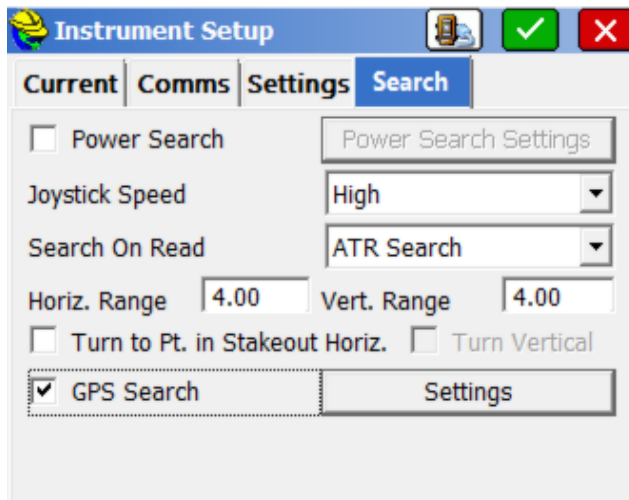 Instrument Setup
Current Comms Settings Search
Power Search Power Search Settings
Joystick Speed High
Search On Read ATR Search
Horiz. Range 4.00 Vert. Range 4.00
Turn to Pt. in Stakeout Horiz. Turn Vertical
GPS Search Settings